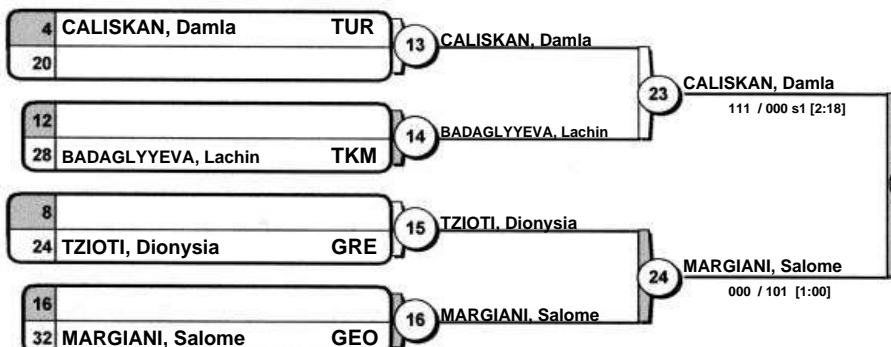 4 CALISKAN, Damla TUR
20
13 CALISKAN, Damla
12
28 BADAGLYYEVA, Lachin TKM
14 BADAGLYYEVA, Lachin
23 CALISKAN, Damla
111 / 000 s1 [2:18]
8
24 TZIOTI, Dionysia GRE
15 TZIOTI, Dionysia
16
32 MARGIANI, Salome GEO
16 MARGIANI, Salome
24 MARGIANI, Salome
000 / 101 [1:00]